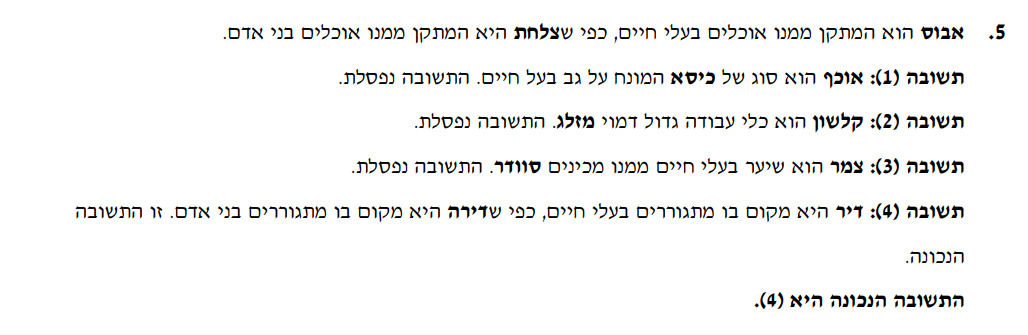 5. אבוס הוא המתקן ממנו אוכלים בעלי חיים, כפי שצלחת היא המתקן ממנו אוכלים בני אדם.
תשובה (1): אוכף הוא סוג של כיסא המונח על גב בעל חיים. התשובה נפסלת.
תשובה (2): קלשון הוא כלי עבודה גדול דמוי מזלג. התשובה נפסלת.
תשובה (3): צמר הוא שיער בעלי חיים ממנו מכינים סוודר. התשובה נפסלת.
תשובה (4): דיר היא מקום בו מתגוררים בעלי חיים, כפי שדירה היא מקום בו מתגוררים בני אדם. זו התשובה
הנכונה.
התשובה הנכונה היא (4).